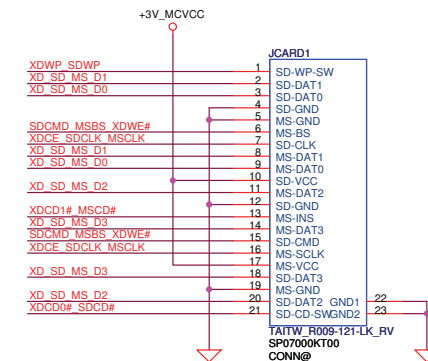 +3V_MCVCC
JCARD1
XDWP_SDWP 1 SD-WP-SW
XD_SD_MS_D1 2 SD-DAT1
XD_SD_MS_D0 3 SD-DAT0
4 SD-GND
5 MS-GND
SDCMD_MSBS_XDWE# 6 MS-BS
XDCE_SDCLK_MSCLK 7 SD-CLK
XD_SD_MS_D1 8 MS-DAT1
XD_SD_MS_D0 9 MS-DAT0
10 SD-VCC
XD_SD_MS_D2 11 MS-DAT2
12 SD-GND
XDCD1#_MSCD# 13 MS-INS
XD_SD_MS_D3 14 MS-DAT3
SDCMD_MSBS_XDWE# 15 SD-CMD
XDCE_SDCLK_MSCLK 16 MS-SCLK
17 MS-VCC
XD_SD_MS_D3 18 SD-DAT3
19 MS-GND
XD_SD_MS_D2 20 SD-DAT2 GND1 22
XDCD0#_SDCD# 21 SD-CD-SW GND2 23
TAITW_R009-121-LK_RV
SP07000KT00
CONN@